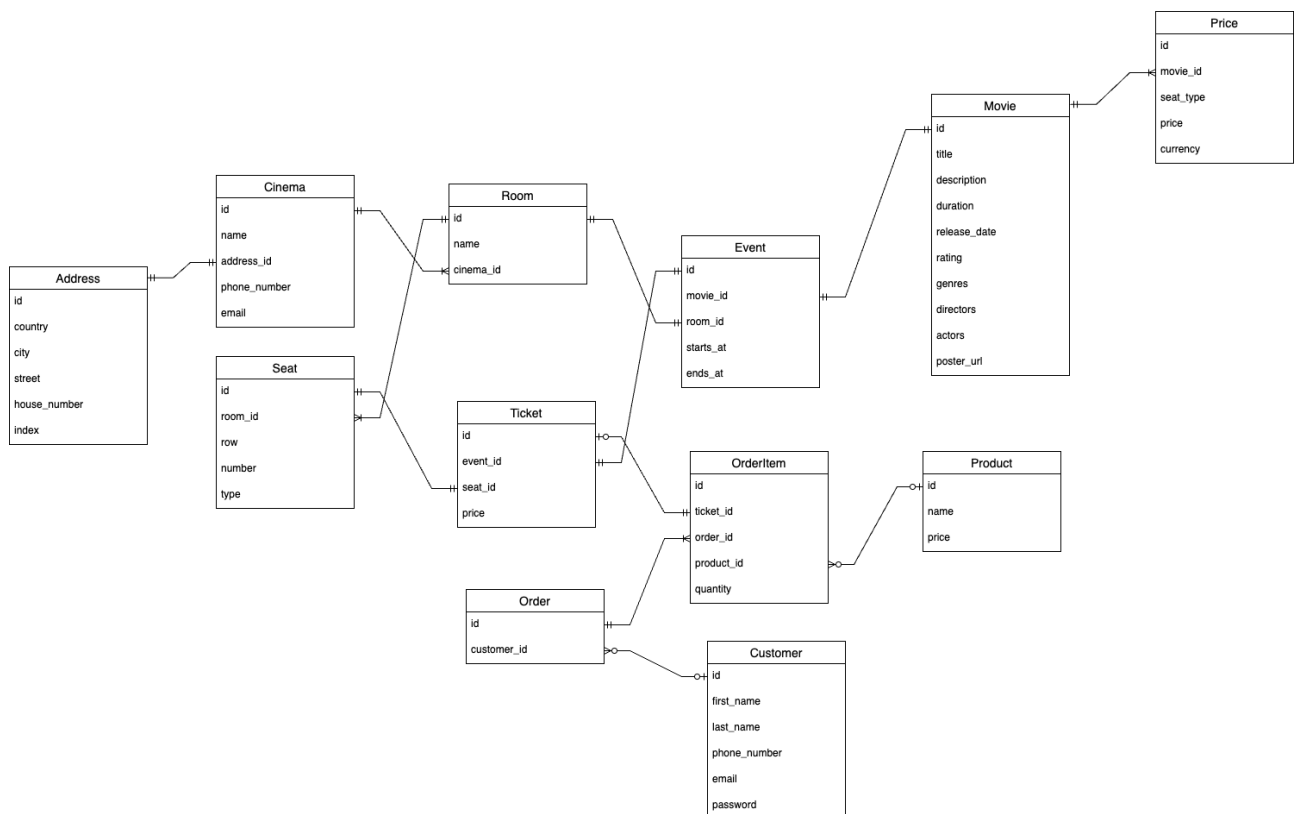 Price
id
movie_id
seat_type
price
currency
Movie
id
title
description
duration
release_date
rating
genres
directors
actors
poster_url
Cinema
id
name
address_id
phone_number
email
Room
id
name
cinema_id
Event
id
movie_id
room_id
starts_at
ends_at
Address
id
country
city
street
house_number
index
Seat
id
room_id
row
number
type
Ticket
id
event_id
seat_id
price
OrderItem
id
ticket_id
order_id
product_id
quantity
Product
id
name
price
Order
id
customer_id
Customer
id
first_name
last_name
phone_number
email
password